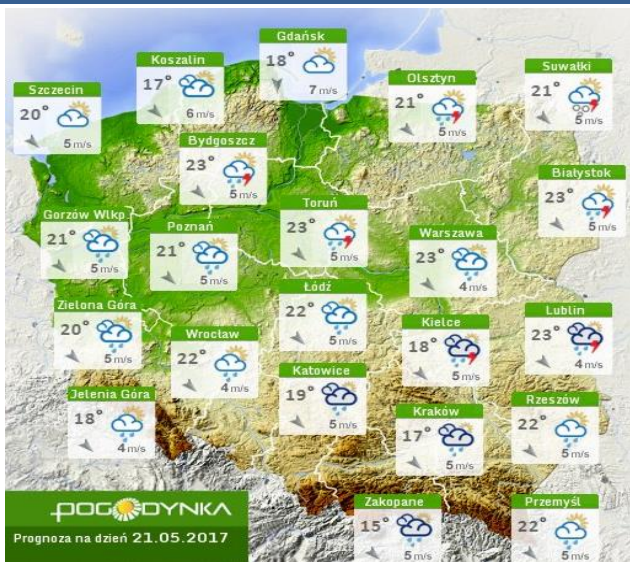 Gdańsk
18°
7 m/s
Koszalin
17°
6 m/s
Szczecin
20°
5 m/s
Olsztyn
21°
5 m/s
Suwałki
21°
5 m/s
Bydgoszcz
23°
5 m/s
Białystok
23°
5 m/s
Gorzów Wlkp.
21°
5 m/s
Poznań
21°
5 m/s
Toruń
23°
5 m/s
Warszawa
23°
4 m/s
Zielona Góra
20°
5 m/s
Łódź
22°
5 m/s
Wrocław
22°
4 m/s
Kielce
18°
5 m/s
Lublin
23°
4 m/s
Katowice
19°
5 m/s
Jelenia Góra
18°
4 m/s
Kraków
17°
5 m/s
Rzeszów
22°
5 m/s
Zakopane
15°
5 m/s
Przemyśl
22°
5 m/s
POGODYNKA
Prognoza na dzień 21.05.2017